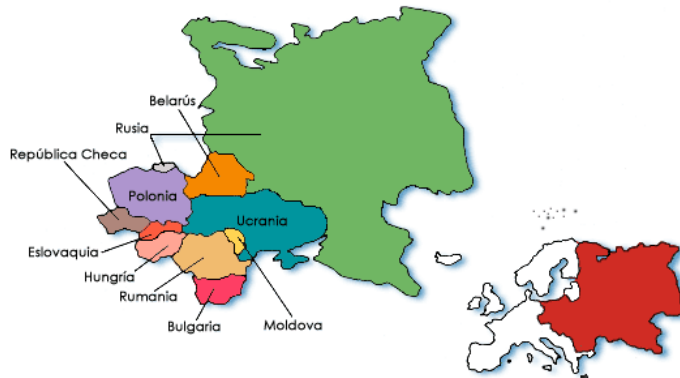 Belarús
Rusia
República Checa
Polonia
Ucrania
Eslovaquia
Hungría
Rumania
Bulgaria
Moldova